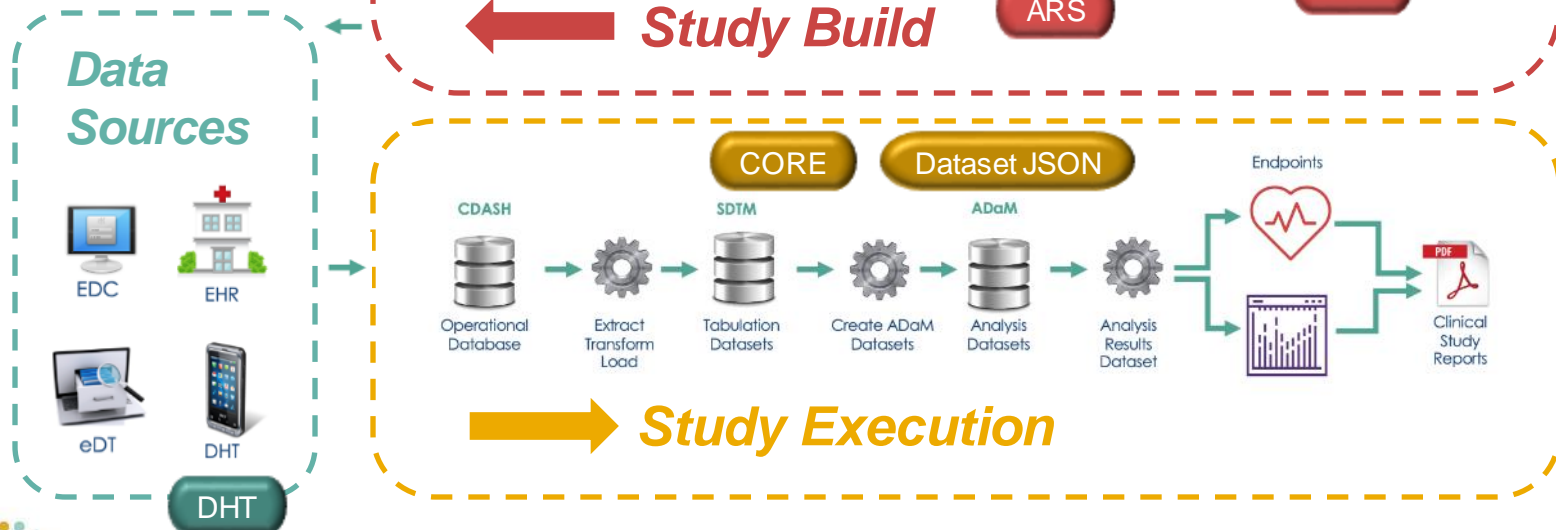 Study Build
ARS
Data
Sources
EDC
EHR
eDT
DHT
DHT
CORE
Dataset JSON
CDASH
SDTM
ADaM
Endpoints
Operational
Database
Extract
Transform
Load
Tabulation
Datasets
Create ADaM
Datasets
Analysis
Datasets
Analysis
Results
Dataset
PDF
Clinical
Study
Reports
Study Execution